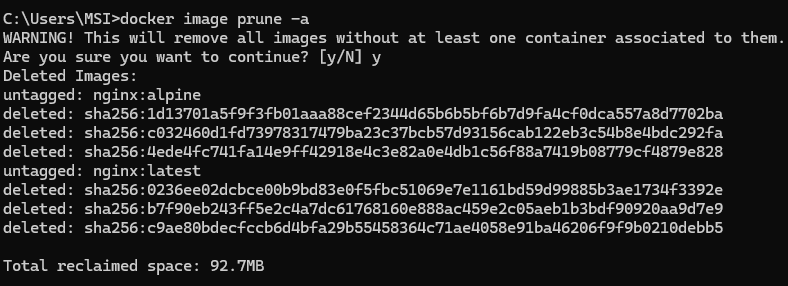 C:\Users\MSI>docker image prune -a
WARNING! This will remove all images without at least one container associated to them.
Are you sure you want to continue? [y/N] y
Deleted Images:
untagged: nginx:alpine
deleted: sha256:1d13701a5f9f3fb01aaa88cef2344d65b6b5bf6b7d9fa4cf0dca557a8d7702ba
deleted: sha256:c032460d1fd73978317479ba23c37bcb57d93156cab122eb3c54b8e4bdc292fa
deleted: sha256:4ede4fc741fa14e9ff42918e4c3e82a0e4db1c56f88a7419b08779cf4879e828
untagged: nginx:latest
deleted: sha256:0236ee02dcbce00b9bd83e0f5fbc51069e7e1161bd59d99885b3ae1734f3392e
deleted: sha256:b7f90eb243ff5e2c4a7dc61768160e888ac459e2c05aeb1b3bdf90920aa9d7e9
deleted: sha256:c9ae80bdecfccb6d4bfa29b55458364c71ae4058e91ba46206f9f9b0210debb5

Total reclaimed space: 92.7MB